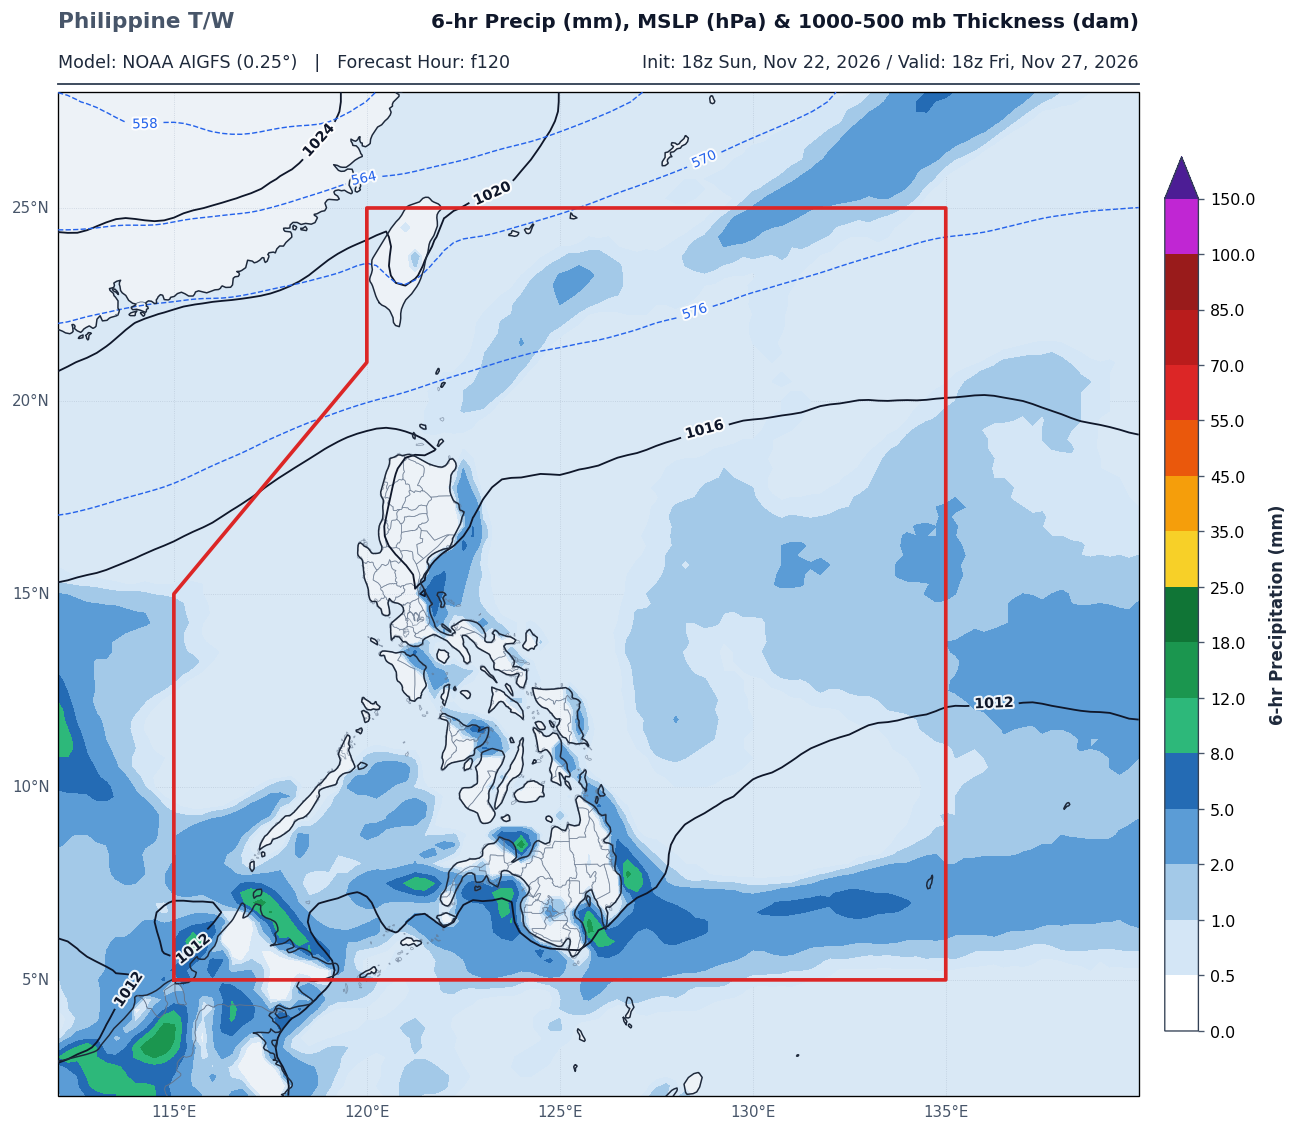 Philippine T/W
6-hr Precip (mm), MSLP (hPa) & 1000-500 mb Thickness (dam)
Model: NOAA AIGFS (0.25°) | Forecast Hour: f120
Init: 18z Sun, Nov 22, 2026 / Valid: 18z Fri, Nov 27, 2026
558
1024
564
570
1020
576
1016
1012
1012
1012
25°N
20°N
15°N
10°N
5°N
115°E
120°E
125°E
130°E
135°E
150.0
100.0
85.0
70.0
55.0
45.0
35.0
25.0
18.0
12.0
8.0
5.0
2.0
1.0
0.5
0.0
6-hr Precipitation (mm)